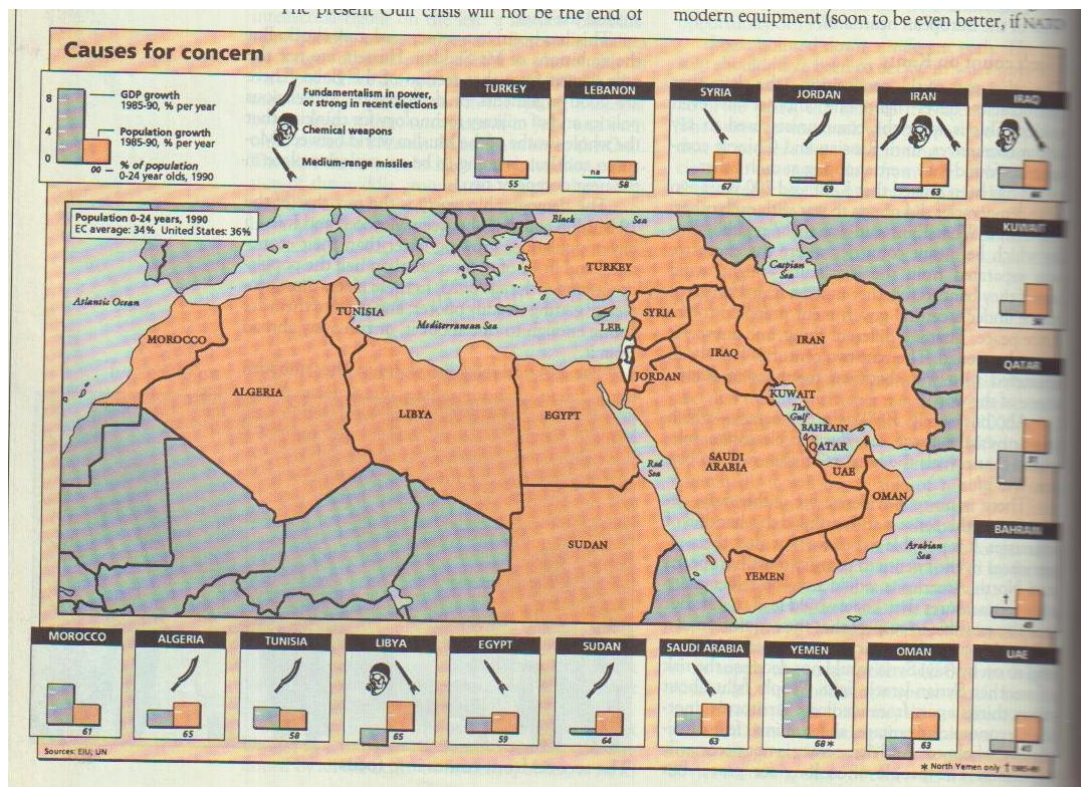 The present Gulf crisis will not be the end of
modern equipment (soon to be even better, if NATO
Causes for concern
8
4
0
GDP growth
1985-90, % per year
Population growth
1985-90, % per year
00 – % of population
0-24 year olds, 1990
Fundamentalism in power,
or strong in recent elections
Chemical weapons
Medium-range missiles
TURKEY
55
LEBANON
na
58
SYRIA
67
JORDAN
69
IRAN
63
IRAQ
Population 0-24 years, 1990
EC average: 34% United States: 36%
KUWAIT
QATAR
BAHRAIN
†
UAE
Black Sea
Caspian
Sea
Atlantic Ocean
Mediterranean Sea
TURKEY
TUNISIA
SYRIA
LEB.
MOROCCO
IRAQ
IRAN
JORDAN
ALGERIA
LIBYA
EGYPT
KUWAIT
The
Gulf
BAHRAIN
QATAR
SAUDI
ARABIA
UAE
Red
Sea
OMAN
SUDAN
YEMEN
Arabian
Sea
MOROCCO
61
ALGERIA
65
TUNISIA
58
LIBYA
65
EGYPT
59
SUDAN
64
SAUDI ARABIA
63
YEMEN
68 *
OMAN
63
Sources: EIU; UN
* North Yemen only †